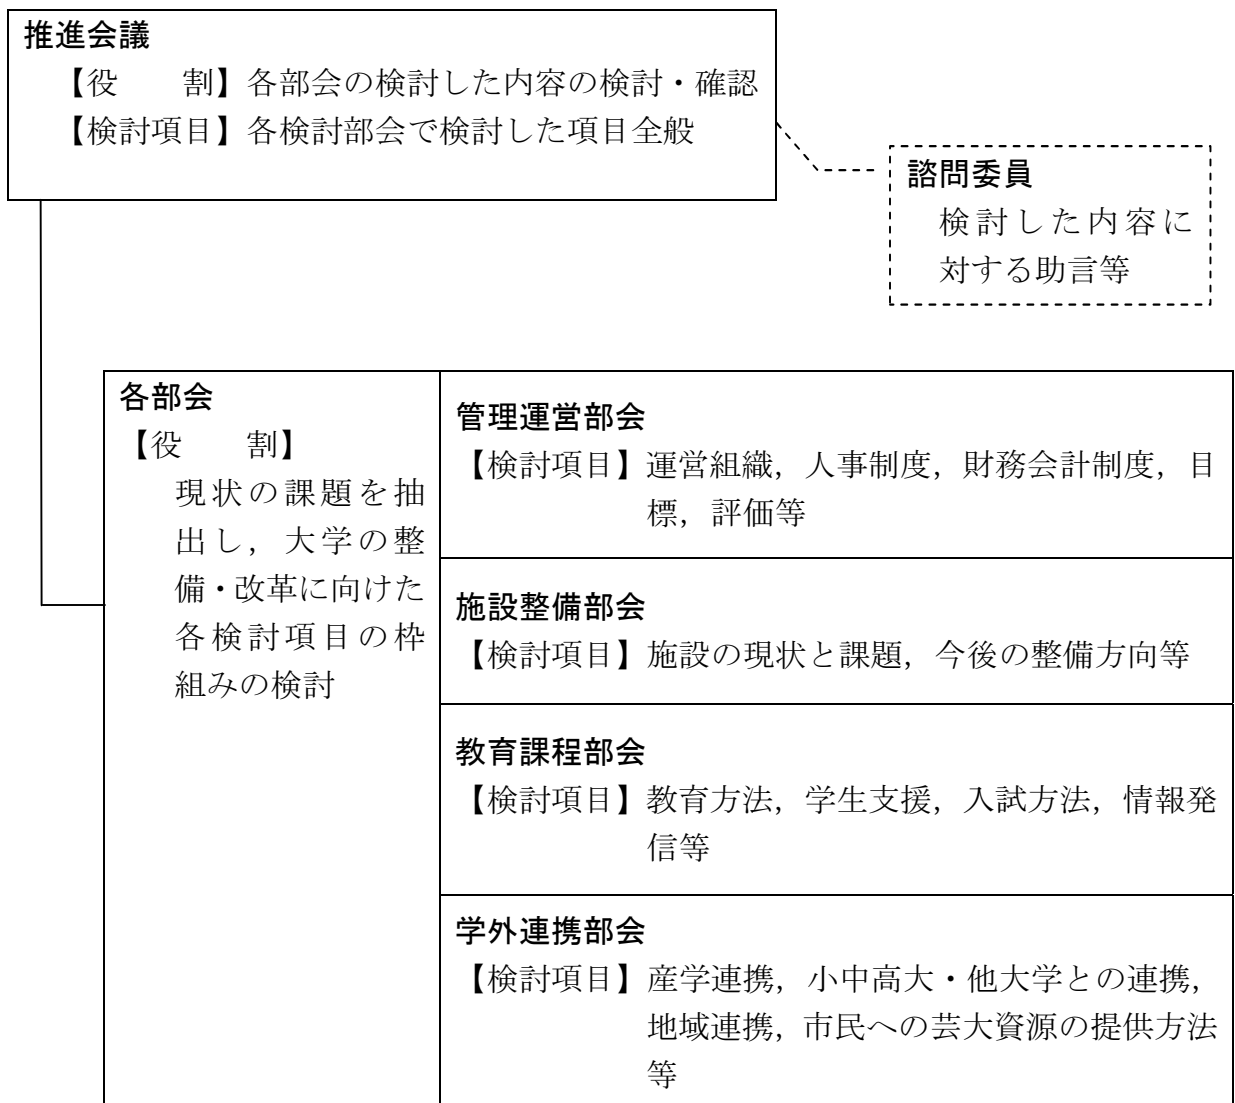 推進会議
【役　　割】各部会の検討した内容の検討・確認
【検討項目】各検討部会で検討した項目全般
諮問委員
検討した内容に
対する助言等
各部会
【役　　割】
現状の課題を抽
出し，大学の整
備・改革に向けた
各検討項目の枠
組みの検討
管理運営部会
【検討項目】運営組織，人事制度，財務会計制度，目
標，評価等
施設整備部会
【検討項目】施設の現状と課題，今後の整備方向等
教育課程部会
【検討項目】教育方法，学生支援，入試方法，情報発
信等
学外連携部会
【検討項目】産学連携，小中高大・他大学との連携，
地域連携，市民への芸大資源の提供方法
等